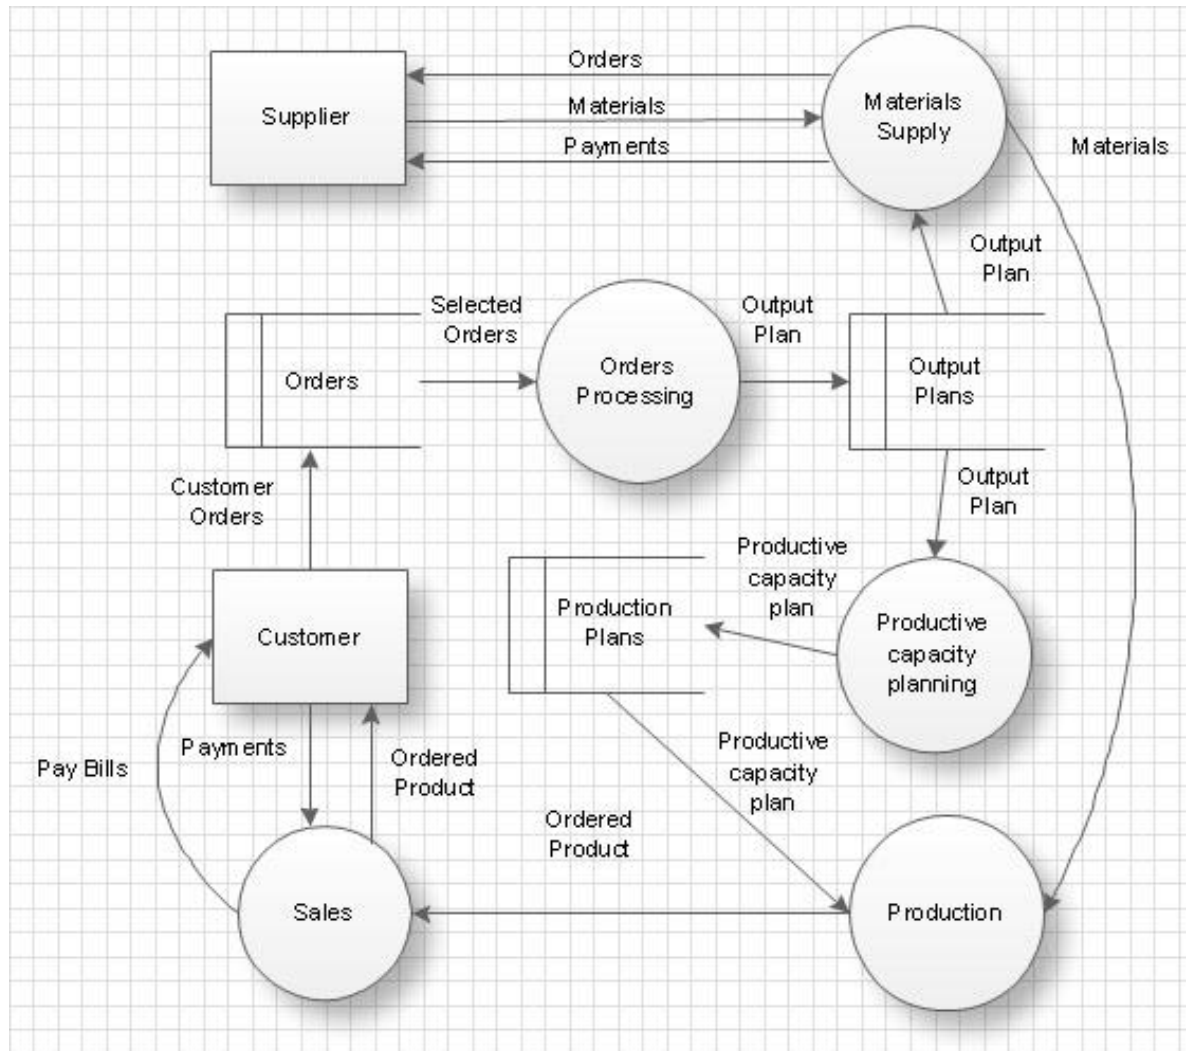 Orders
Supplier
Materials
Payments
Materials
Supply
Materials
Output
Plan
Selected
Orders
Output
Plan
Orders
Orders
Processing
Output
Plans
Customer
Orders
Output
Plan
Productive
capacity
plan
Production
Plans
Productive
capacity
planning
Customer
Pay Bills
Payments
Ordered
Product
Productive
capacity
plan
Ordered
Product
Sales
Production